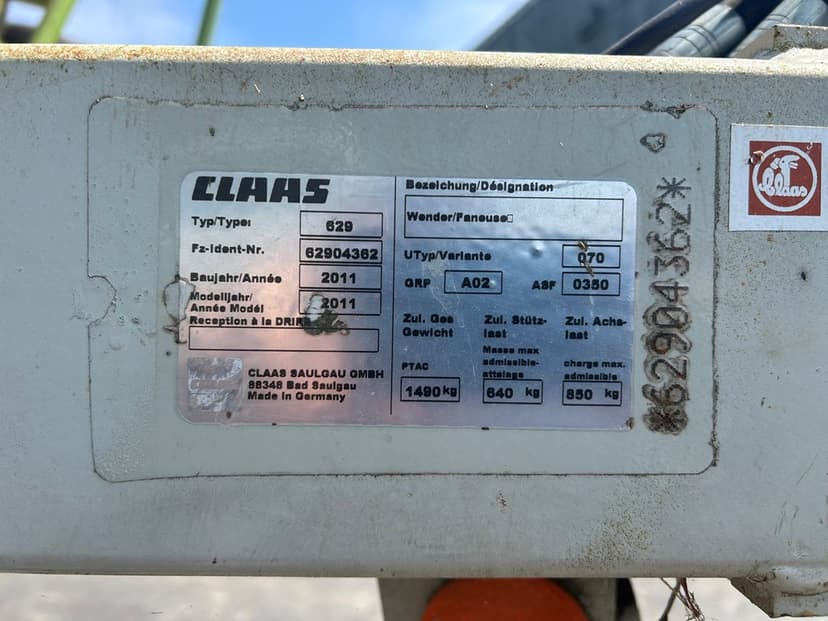 CLAAS
Typ/Type: 629
Fz-Ident-Nr. 62904362
Baujahr/Année 2011
Modelljahr/
Année Modél 2011
Reception à la
CLAAS SAULGAU GMBH
88348 Bad Saulgau
Made in Germany
Bezeichung/Désignation
Wender/Faneuse
UTyp/Variante 070
GRP A02 ASF 0350
Zul. Ges Zul. Stütz- Zul. Achs-
Gewicht last last
PTAC Masse max admissible- attelage charge max. admissible
1490 kg 640 kg 850 kg
*62904362*
Claas